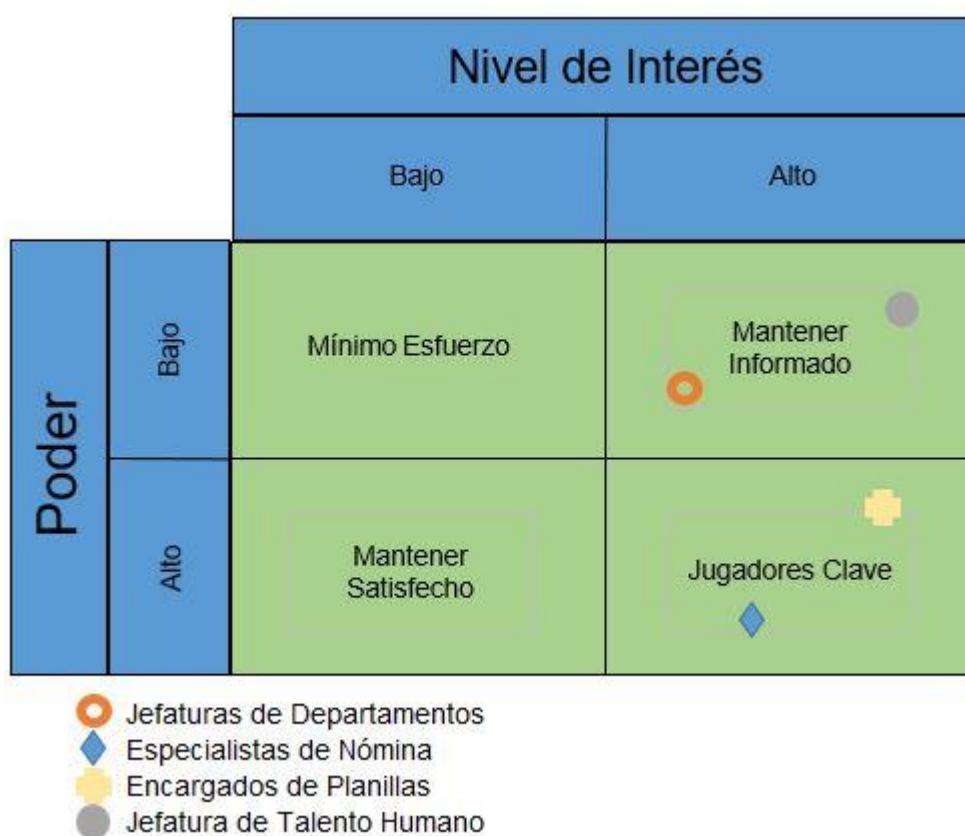 Nivel de Interés
Bajo
Alto
Poder
Bajo
Mínimo Esfuerzo
Mantener
Informado
Alto
Mantener
Satisfecho
Jugadores Clave
Jefaturas de Departamentos
Especialistas de Nómina
Encargados de Planillas
Jefatura de Talento Humano